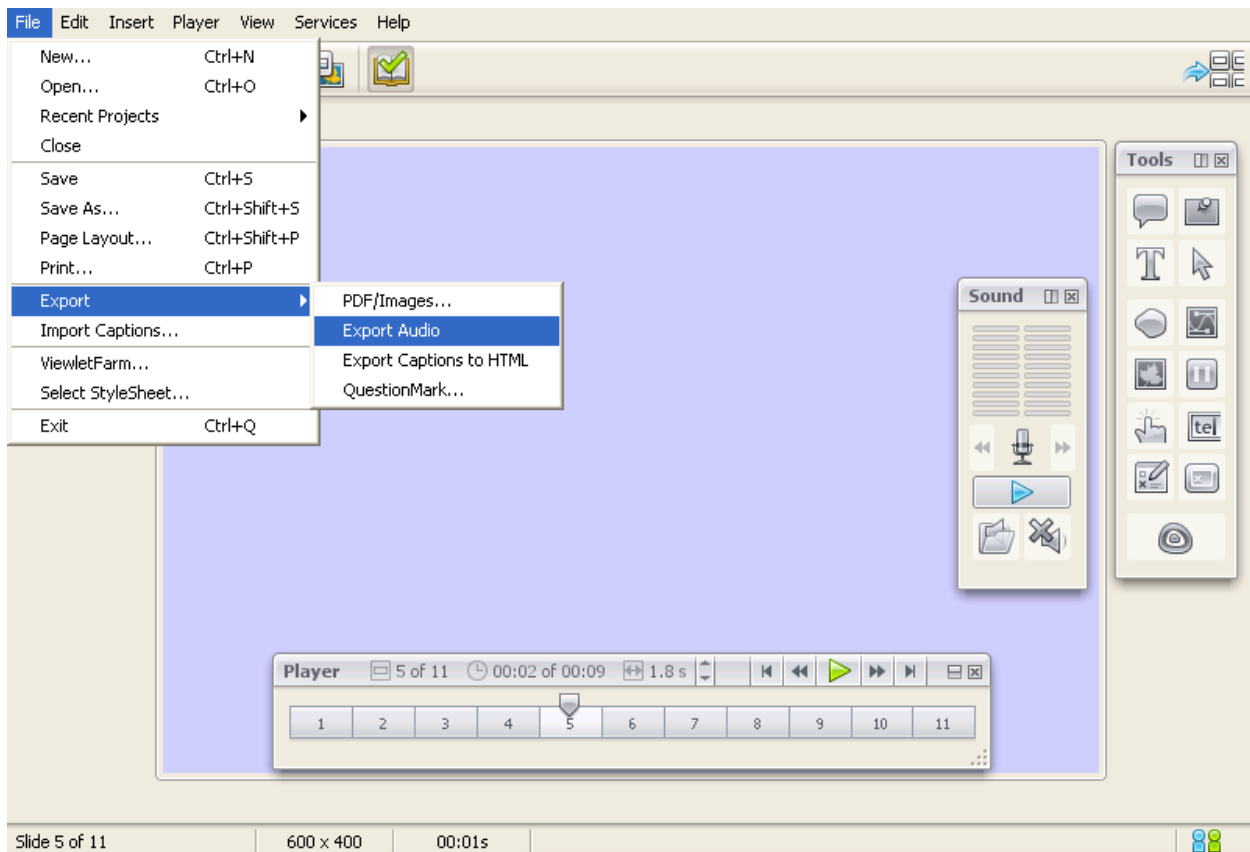 File Edit Insert Player View Services Help
New... Ctrl+N
Open... Ctrl+O
Recent Projects
Close
Save Ctrl+S
Save As... Ctrl+Shift+S
Page Layout... Ctrl+Shift+P
Print... Ctrl+P
Export
Import Captions...
ViewletFarm...
Select StyleSheet...
Exit Ctrl+Q
PDF/Images...
Export Audio
Export Captions to HTML
QuestionMark...
Tools
T
tel
Sound
Player 5 of 11 00:02 of 00:09 1.8 s
1 2 3 4 5 6 7 8 9 10 11
Slide 5 of 11 600 x 400 00:01s